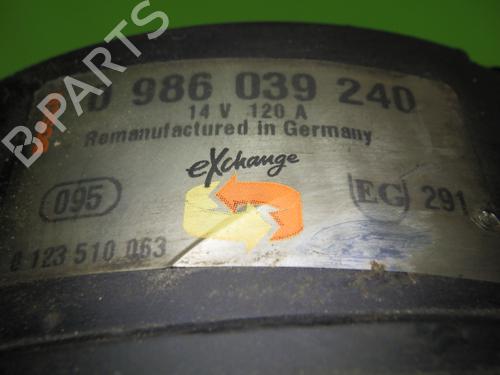 B-PARTS
0 986 039 240
14 V 120 A
Remanufactured in Germany
eXchange
095
EG 291
123 510 063